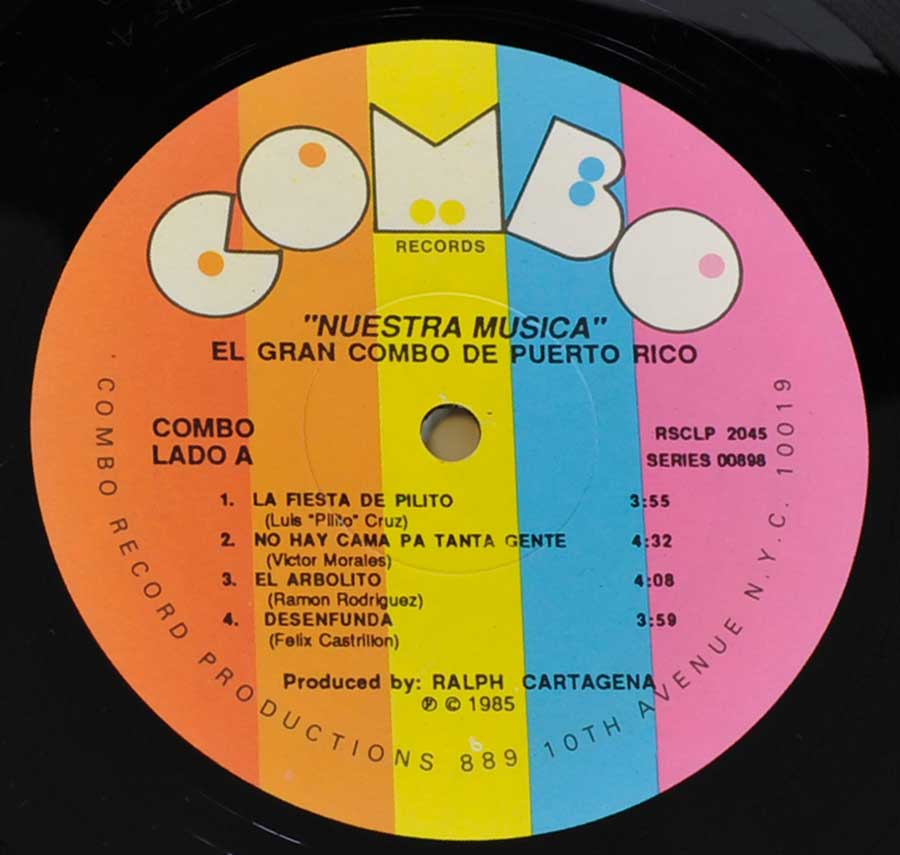 COMBO
RECORDS
"NUESTRA MUSICA"
EL GRAN COMBO DE PUERTO RICO
COMBO
LADO A
RSCLP 2045
SERIES 00898
1. LA FIESTA DE PILITO 3:55
(Luis "Pilito" Cruz)
2. NO HAY CAMA PA TANTA GENTE 4:32
(Victor Morales)
3. EL ARBOLITO 4:08
(Ramon Rodriguez)
4. DESENFUNDA 3:59
(Felix Castrillon)
Produced by: RALPH CARTAGENA
℗ © 1985
COMBO RECORD PRODUCTIONS 889 10TH AVENUE N.Y.C. 10019